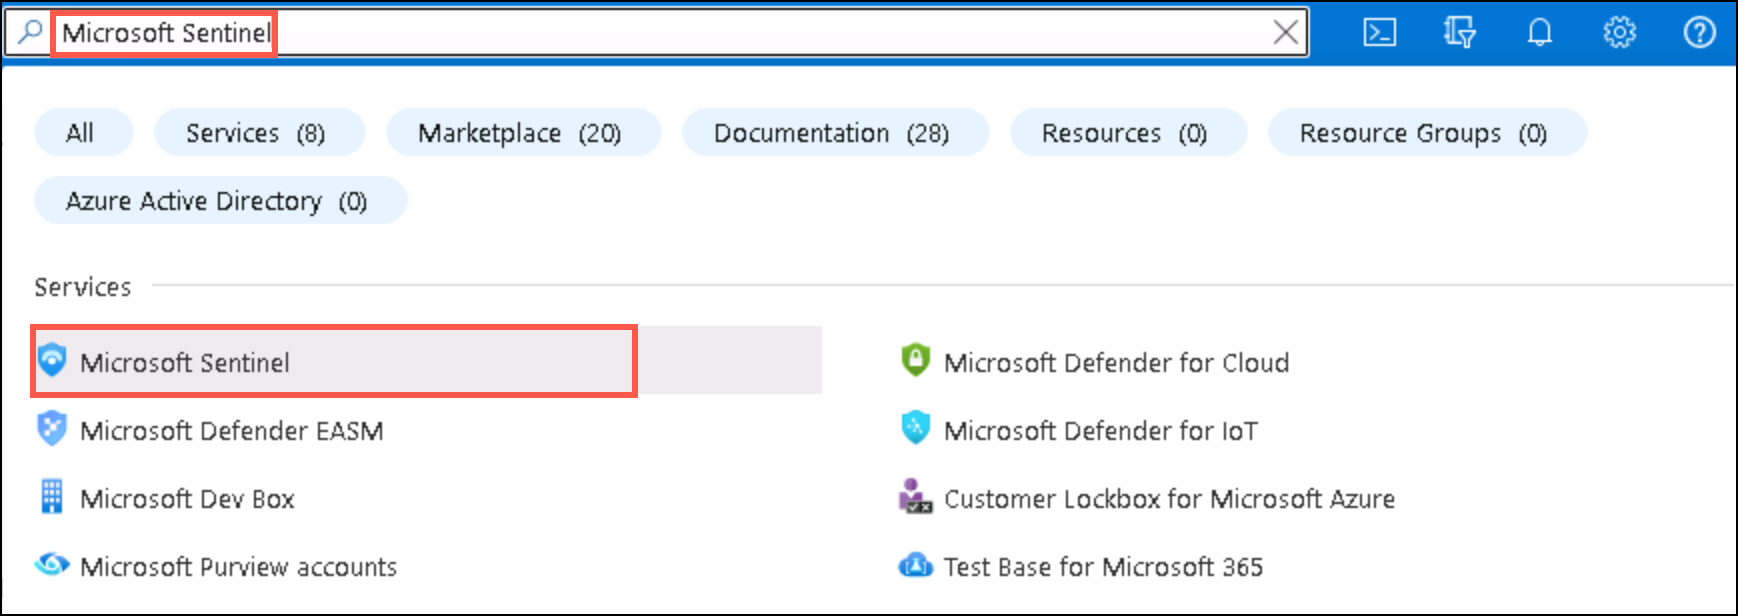 Microsoft Sentinel
All Services (8) Marketplace (20) Documentation (28) Resources (0) Resource Groups (0)
Azure Active Directory (0)
Services
Microsoft Sentinel Microsoft Defender for Cloud
Microsoft Defender EASM Microsoft Defender for IoT
Microsoft Dev Box Customer Lockbox for Microsoft Azure
Microsoft Purview accounts Test Base for Microsoft 365